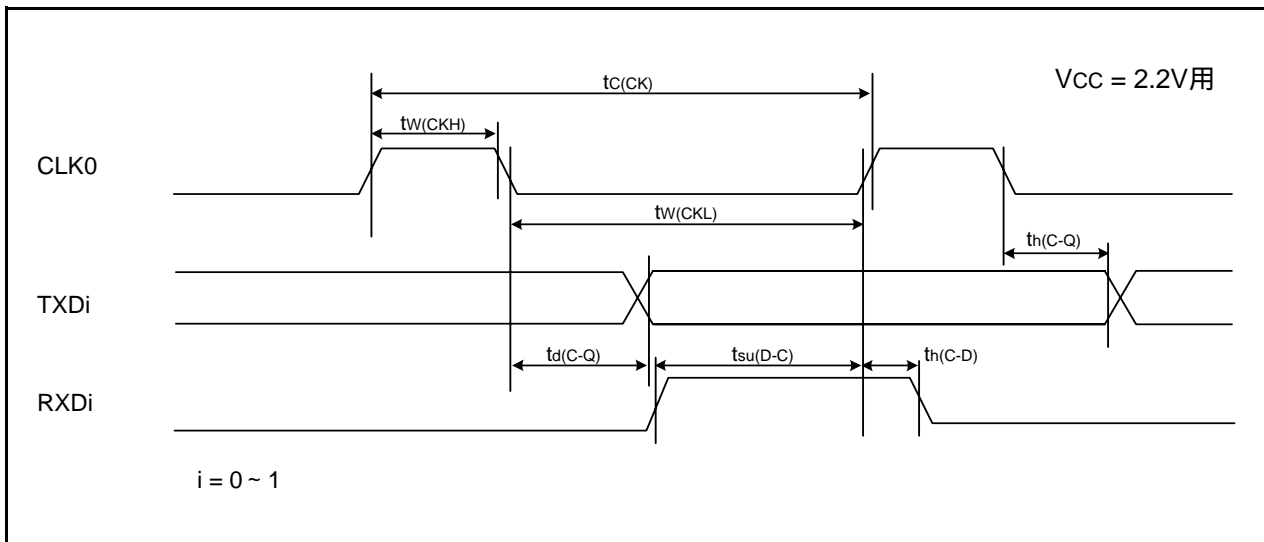 tC(CK)
VCC = 2.2V用
tW(CKH)
CLK0
tW(CKL)
th(C-Q)
TXDi
td(C-Q)
tsu(D-C)
th(C-D)
RXDi
i = 0 ~ 1